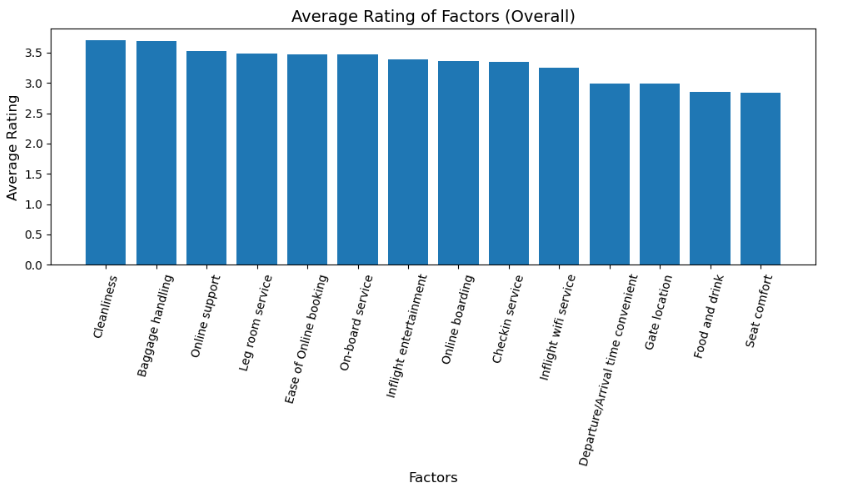 Average Rating of Factors (Overall)
Average Rating
3.5
3.0
2.5
2.0
1.5
1.0
0.5
0.0
Cleanliness
Baggage handling
Online support
Leg room service
Ease of Online booking
On-board service
Inflight entertainment
Online boarding
Checkin service
Inflight wifi service
Departure/Arrival time convenient
Gate location
Food and drink
Seat comfort
Factors